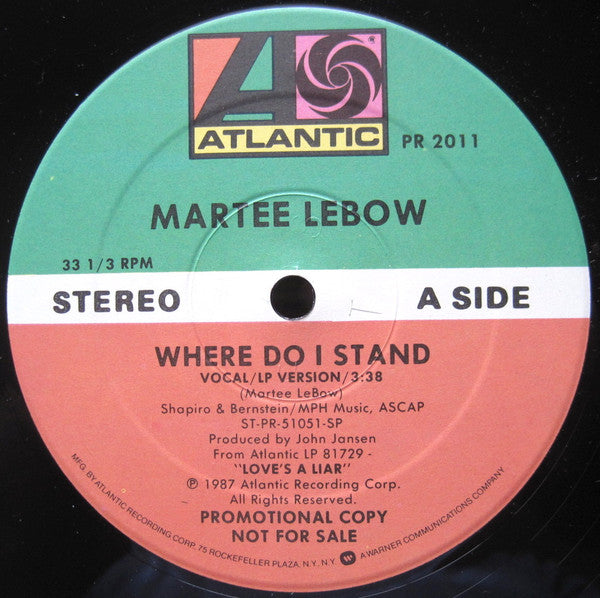 ATLANTIC
®
PR 2011
MARTEE LEBOW
33 1/3 RPM
STEREO
A SIDE
WHERE DO I STAND
VOCAL/LP VERSION/3:38
(Martee LeBow)
Shapiro & Bernstein/MPH Music, ASCAP
ST-PR-51051-SP
Produced by John Jansen
From Atlantic LP 81729 -
"LOVE'S A LIAR"
℗ 1987 Atlantic Recording Corp.
All Rights Reserved.
PROMOTIONAL COPY
NOT FOR SALE
MFG. BY ATLANTIC RECORDING CORP. 75 ROCKEFELLER PLAZA, N.Y., N.Y. A WARNER COMMUNICATIONS COMPANY